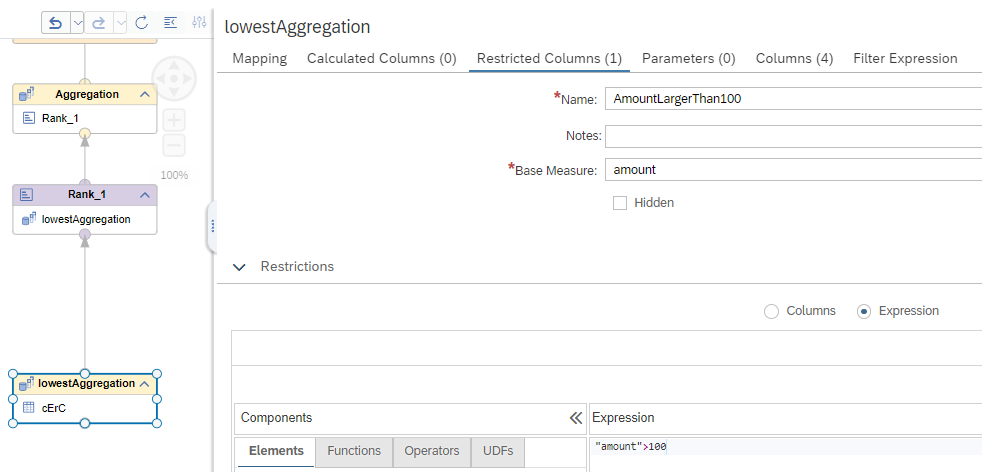 lowestAggregation
Mapping Calculated Columns (0) Restricted Columns (1) Parameters (0) Columns (4) Filter Expression
Aggregation
Rank_1
100%
Rank_1
lowestAggregation
lowestAggregation
cErC
*Name: AmountLargerThan100
Notes:
*Base Measure: amount
Hidden
Restrictions
Columns Expression
Components Expression
Elements Functions Operators UDFs
"amount">100